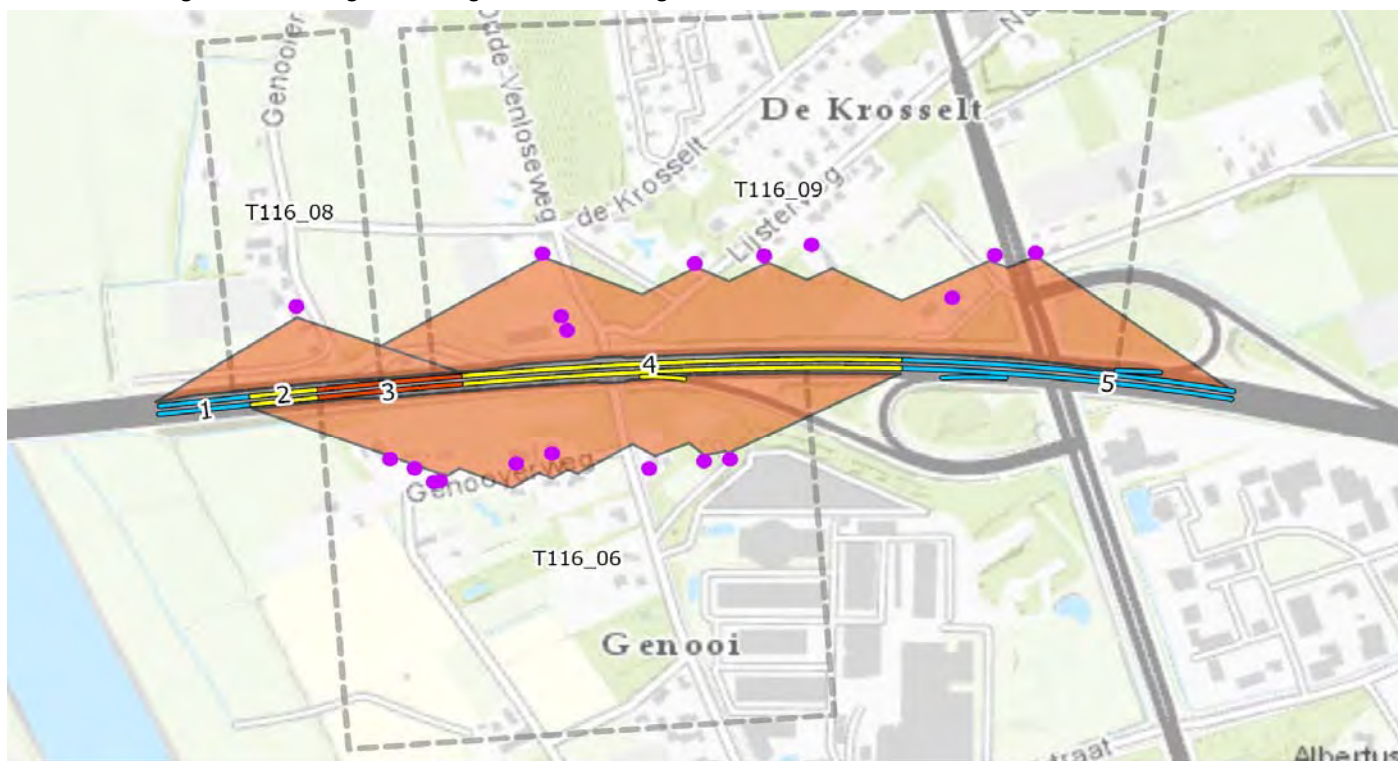 Genooier
Oude-Venloseweg
De Krosselt
de Krosselt
Lijsterweg
T116_08
T116_09
1
2
3
4
5
Genooyerweg
T116_06
Genooi
straat
Albertus